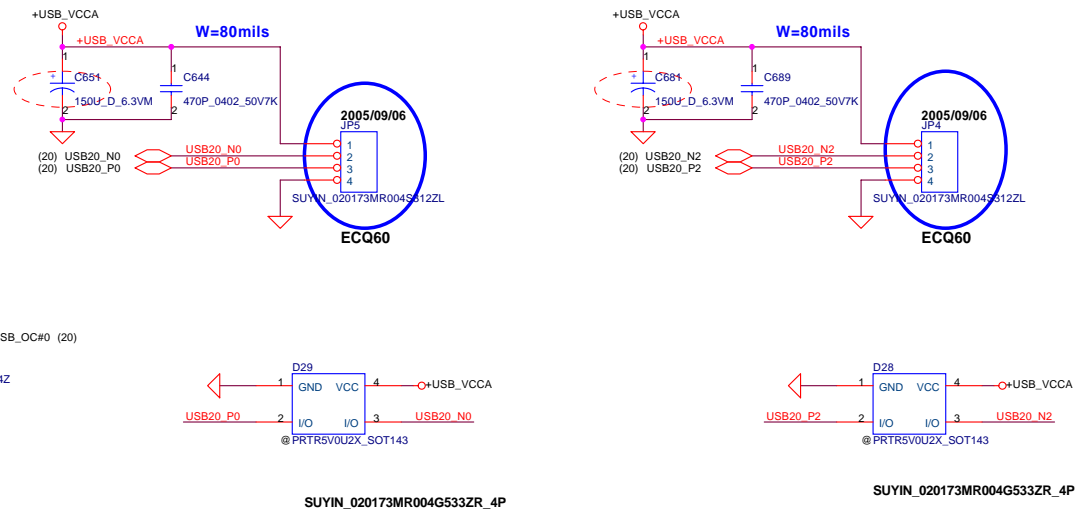 +USB_VCCA
W=80mils
+USB_VCCA
1
1
+
C651
C644
150U_D_6.3VM
470P_0402_50V7K
2
2
2005/09/06
JP5
(20) USB20_N0
USB20_N0
(20) USB20_P0
USB20_P0
1
2
3
4
SUYIN_020173MR004S312ZL
ECQ60
+USB_VCCA
W=80mils
+USB_VCCA
1
1
+
C681
C689
150U_D_6.3VM
470P_0402_50V7K
2
2
2005/09/06
JP4
(20) USB20_N2
USB20_N2
(20) USB20_P2
USB20_P2
1
2
3
4
SUYIN_020173MR004S312ZL
ECQ60
SB_OC#0 (20)
4Z
D29
1 GND VCC 4 +USB_VCCA
USB20_P0 2 I/O I/O 3 USB20_N0
@ PRTR5V0U2X_SOT143
SUYIN_020173MR004G533ZR_4P
D28
1 GND VCC 4 +USB_VCCA
USB20_P2 2 I/O I/O 3 USB20_N2
@ PRTR5V0U2X_SOT143
SUYIN_020173MR004G533ZR_4P